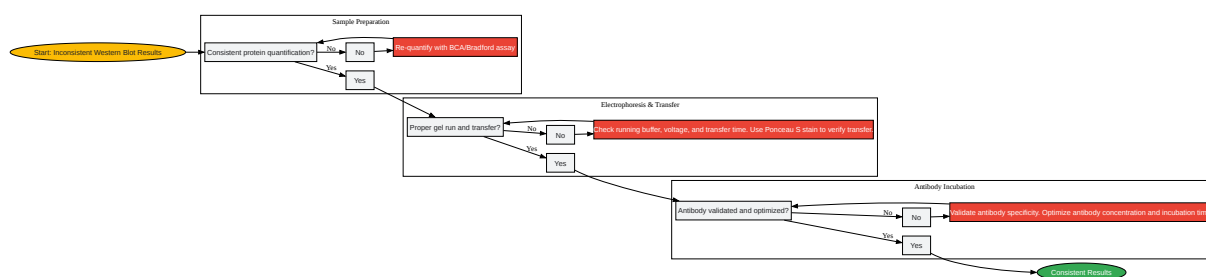 Sample Preparation
Start: Inconsistent Western Blot Results
Consistent protein quantification?
No
No
Re-quantify with BCA/Bradford assay
Yes
Yes
Electrophoresis & Transfer
Proper gel run and transfer?
No
No
Check running buffer, voltage, and transfer time. Use Ponceau S stain to verify transfer.
Yes
Yes
Antibody Incubation
Antibody validated and optimized?
No
No
Validate antibody specificity. Optimize antibody concentration and incubation
Yes
Yes
Consistent Results